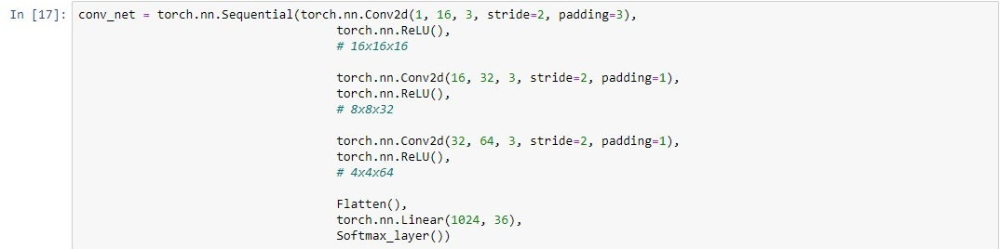 In [17]: conv_net = torch.nn.Sequential(torch.nn.Conv2d(1, 16, 3, stride=2, padding=3),
torch.nn.ReLU(),
# 16x16x16
torch.nn.Conv2d(16, 32, 3, stride=2, padding=1),
torch.nn.ReLU(),
# 8x8x32
torch.nn.Conv2d(32, 64, 3, stride=2, padding=1),
torch.nn.ReLU(),
# 4x4x64
Flatten(),
torch.nn.Linear(1024, 36),
Softmax_layer())